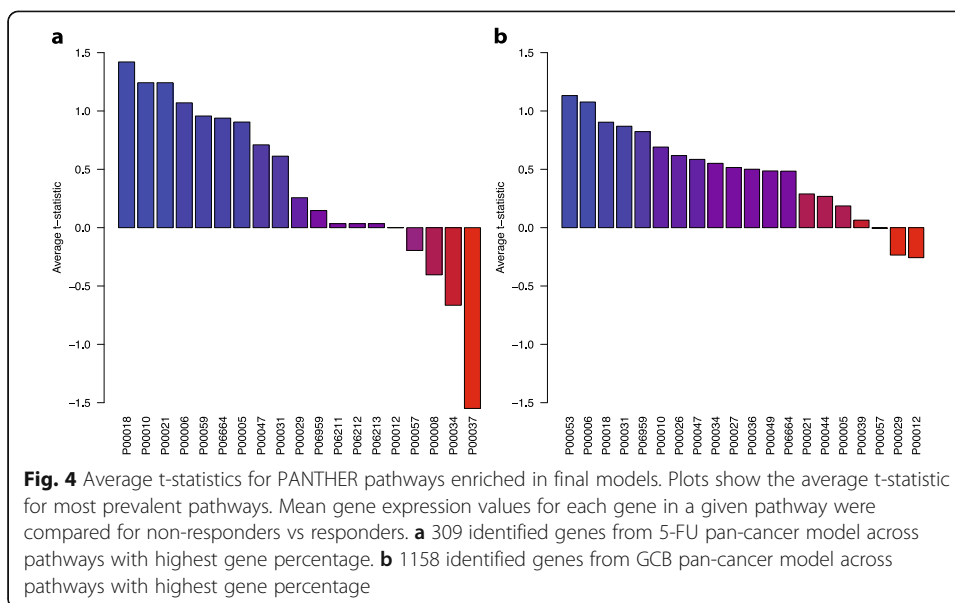 a
b
1.5
1.0
0.5
0.0
−0.5
−1.0
−1.5
Average t−statistic
P00018
P00010
P00021
P00006
P00059
P06664
P00005
P00047
P00031
P00029
P06959
P06211
P06212
P06213
P00012
P00057
P00008
P00034
P00037
1.5
1.0
0.5
0.0
−0.5
−1.0
−1.5
Average t−statistic
P00053
P00006
P00018
P00031
P06959
P00010
P00026
P00047
P00034
P00027
P00036
P00049
P06664
P00021
P00044
P00005
P00039
P00057
P00029
P00012
Fig. 4 Average t-statistics for PANTHER pathways enriched in final models. Plots show the average t-statistic
for most prevalent pathways. Mean gene expression values for each gene in a given pathway were
compared for non-responders vs responders. a 309 identified genes from 5-FU pan-cancer model across
pathways with highest gene percentage. b 1158 identified genes from GCB pan-cancer model across
pathways with highest gene percentage